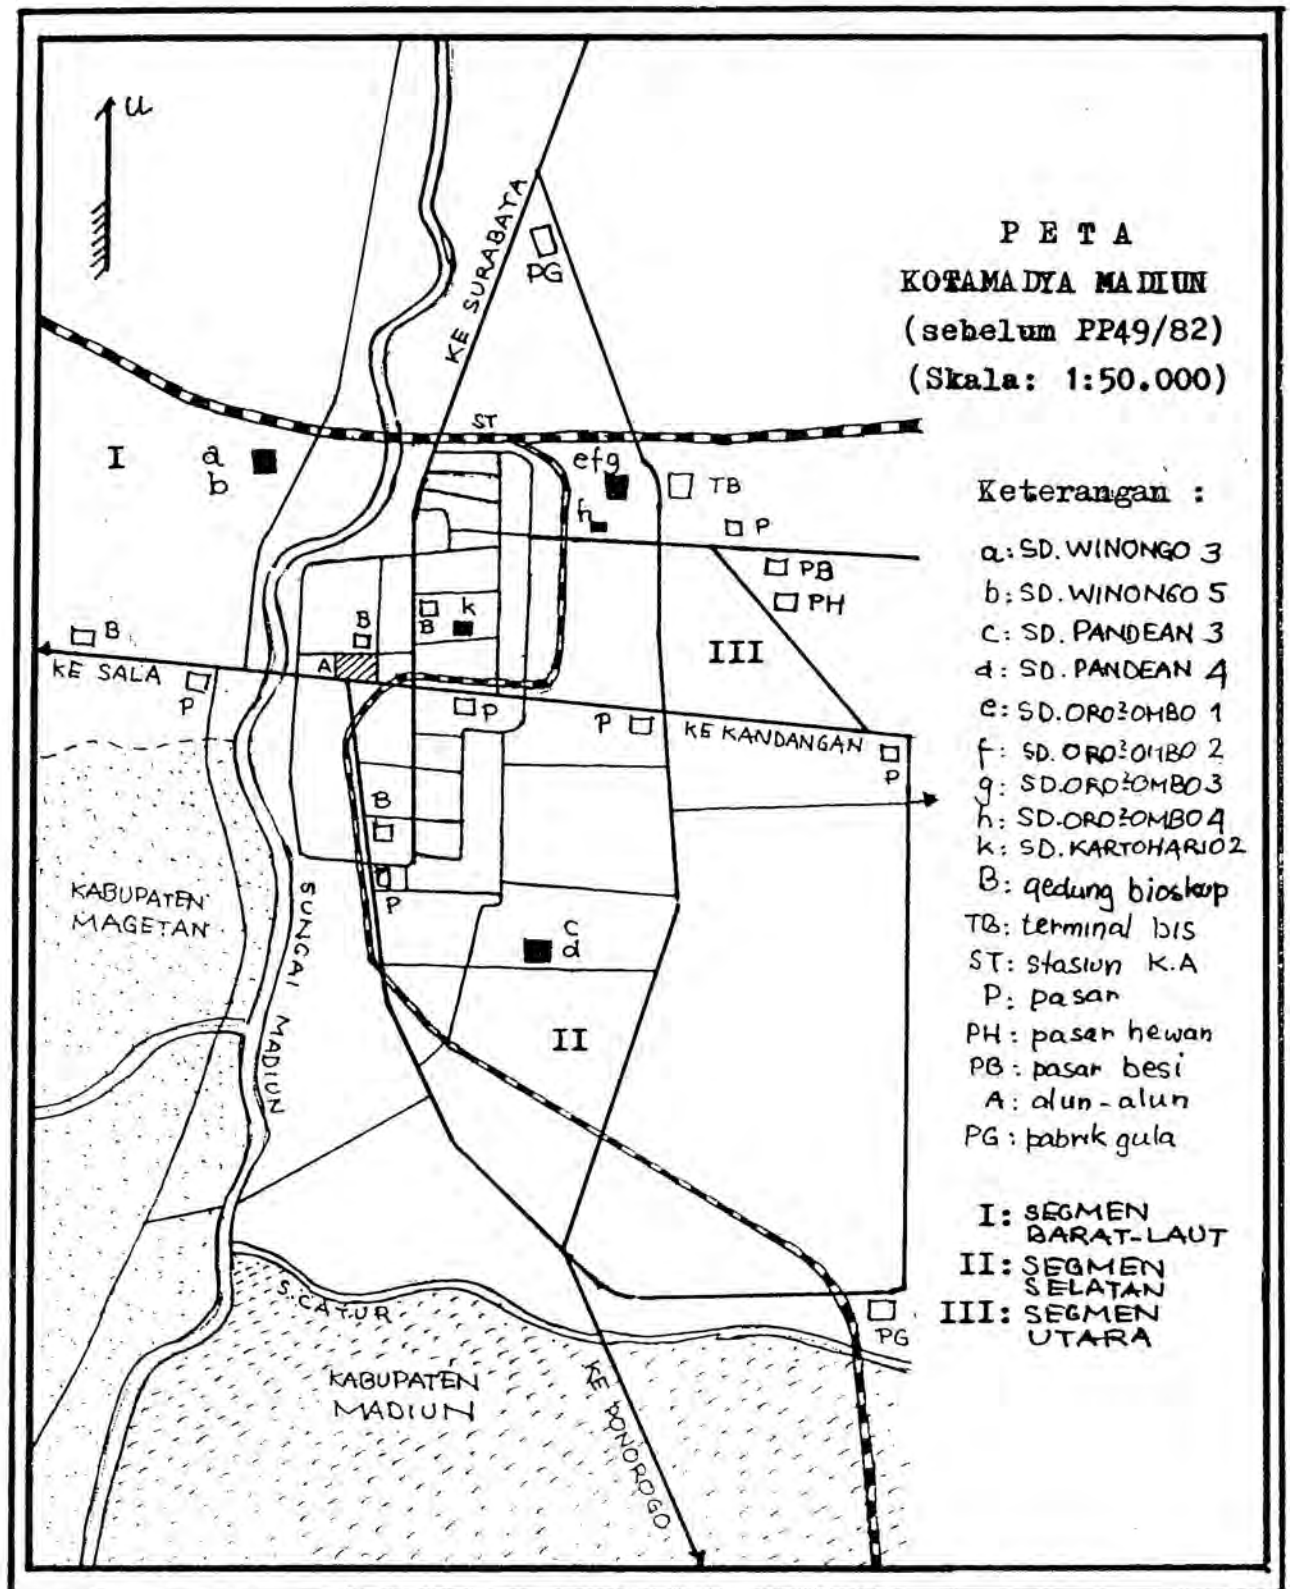 U
P E T A
KOTAMADYA MADIUN
(sebelum PP49/82)
(Skala: 1:50.000)
KE SURABAYA
PG
ST
I
a
b
efg
h
TB
P
PB
PH
III
B
k
B
B
A
KE SALA
P
P
P
KE KANDANGAN
P
B
P
KABUPATEN
MAGETAN
SUNGAI MADIUN
c
d
II
S.CATUR
PG
KABUPATEN
MADIUN
KE PONOROGO
Keterangan :
a: SD. WINONGO 3
b: SD. WINONGO 5
c: SD. PANDEAN 3
d: SD. PANDEAN 4
e: SD. ORO²OMBO 1
f: SD. ORO²OMBO 2
g: SD. ORO²OMBO 3
h: SD. ORO²OMBO 4
k: SD. KARTOHARJO 2
B: gedung bioskop
TB: terminal bis
ST: stasiun K.A
P: pasar
PH: pasar hewan
PB: pasar besi
A: alun-alun
PG: pabrik gula
I: SEGMEN
BARAT-LAUT
II: SEGMEN
SELATAN
III: SEGMEN
UTARA